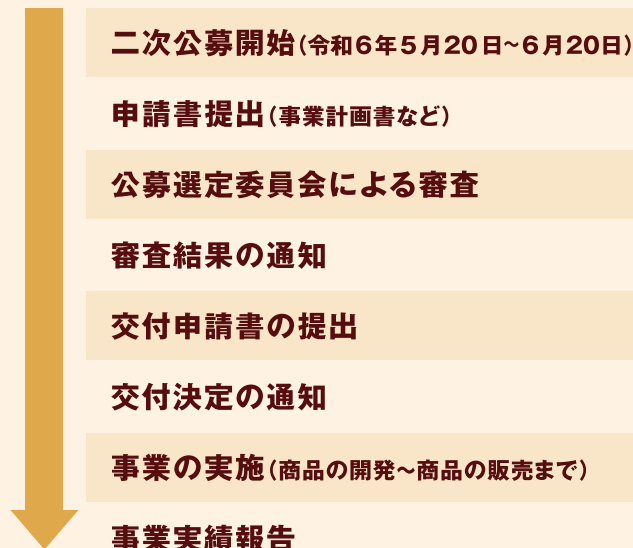 二次公募開始(令和6年5月20日~6月20日)
申請書提出(事業計画書など)
公募選定委員会による審査
審査結果の通知
交付申請書の提出
交付決定の通知
事業の実施(商品の開発〜商品の販売まで)
事業実績報告